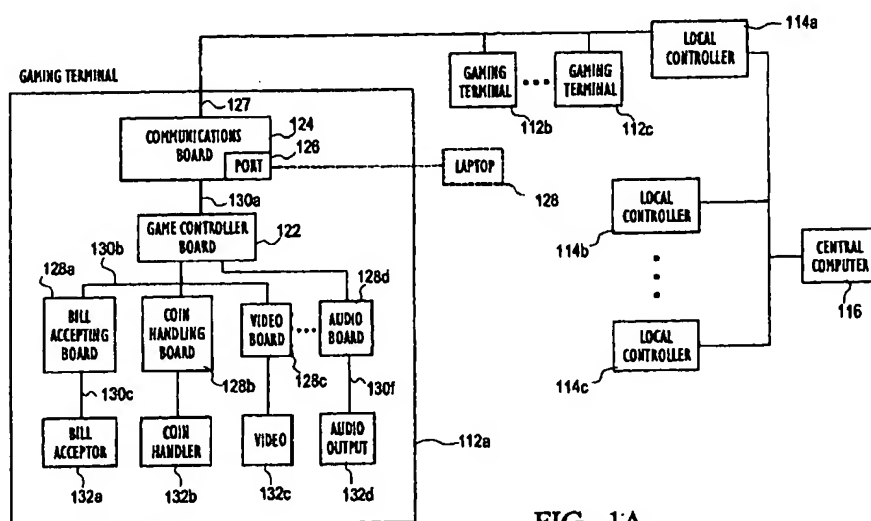 114a
LOCAL
CONTROLLER
GAMING TERMINAL
GAMING
TERMINAL
GAMING
TERMINAL
127
112b
112c
124
COMMUNICATIONS
BOARD
126
PORT
LAPTOP
128
130a
GAME CONTROLLER
BOARD
122
LOCAL
CONTROLLER
114b
CENTRAL
COMPUTER
116
130b
128a
128d
BILL
ACCEPTING
BOARD
COIN
HANDLING
BOARD
VIDEO
BOARD
AUDIO
BOARD
LOCAL
CONTROLLER
114c
128b
128c
130c
130f
BILL
ACCEPTOR
COIN
HANDLER
VIDEO
AUDIO
OUTPUT
112a
132a
132b
132c
132d
FIG. 1A